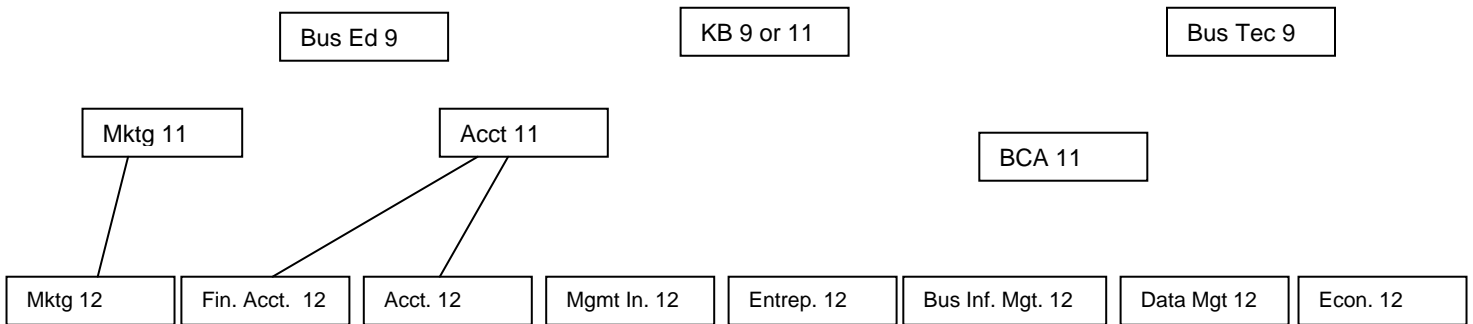 Bus Ed 9
KB 9 or 11
Bus Tec 9
Mktg 11
Acct 11
BCA 11
Mktg 12
Fin. Acct. 12
Acct. 12
Mgmt In. 12
Entrep. 12
Bus Inf. Mgt. 12
Data Mgt 12
Econ. 12